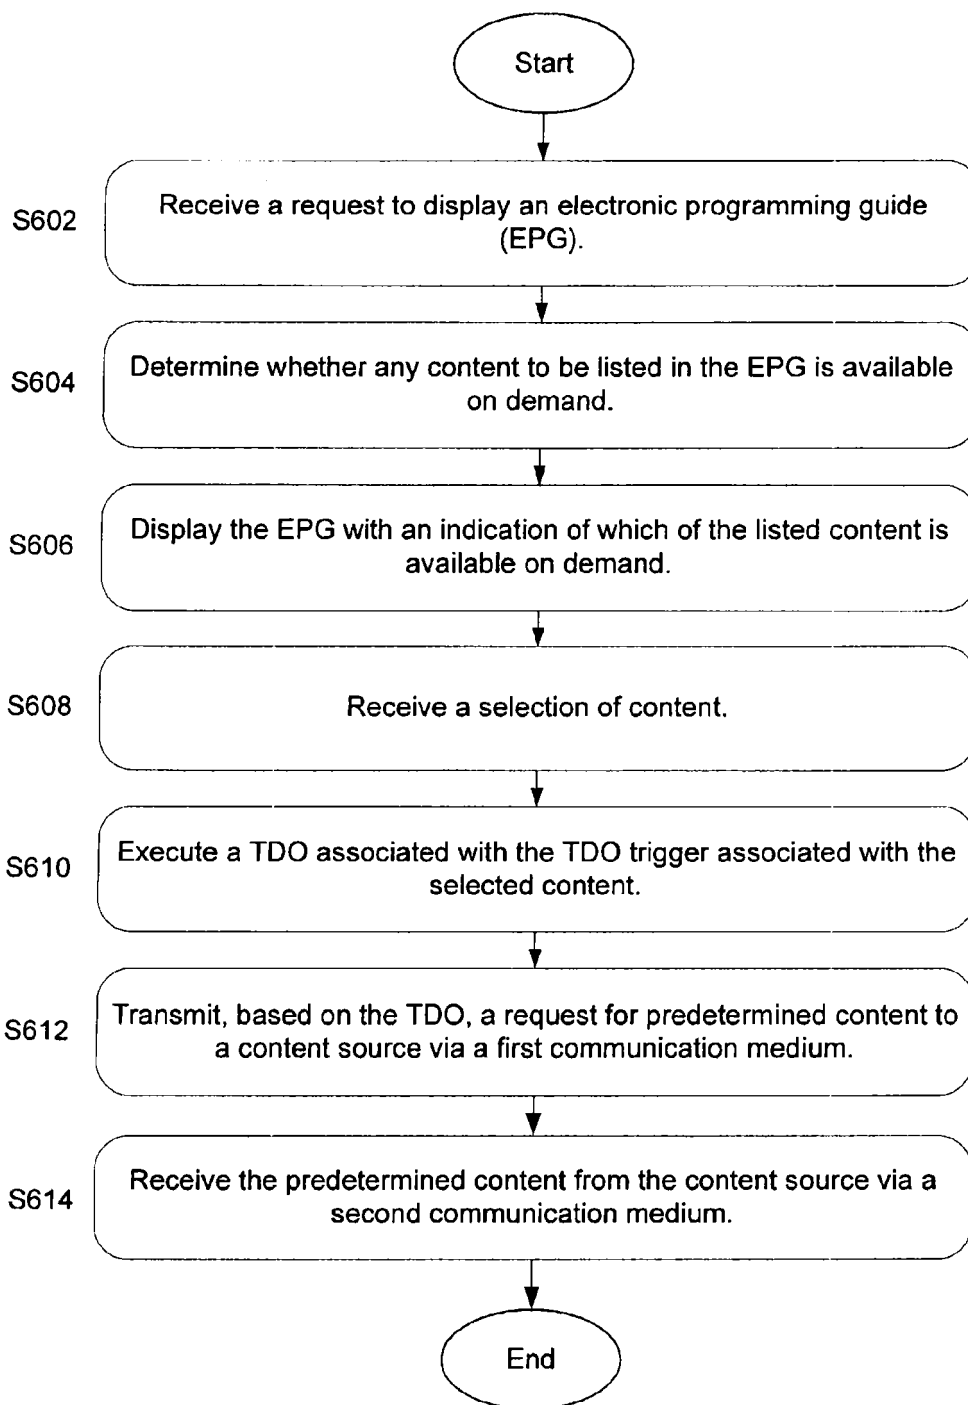 Start
S602
Receive a request to display an electronic programming guide
(EPG).
S604
Determine whether any content to be listed in the EPG is available
on demand.
S606
Display the EPG with an indication of which of the listed content is
available on demand.
S608
Receive a selection of content.
S610
Execute a TDO associated with the TDO trigger associated with the
selected content.
S612
Transmit, based on the TDO, a request for predetermined content to
a content source via a first communication medium.
S614
Receive the predetermined content from the content source via a
second communication medium.
End